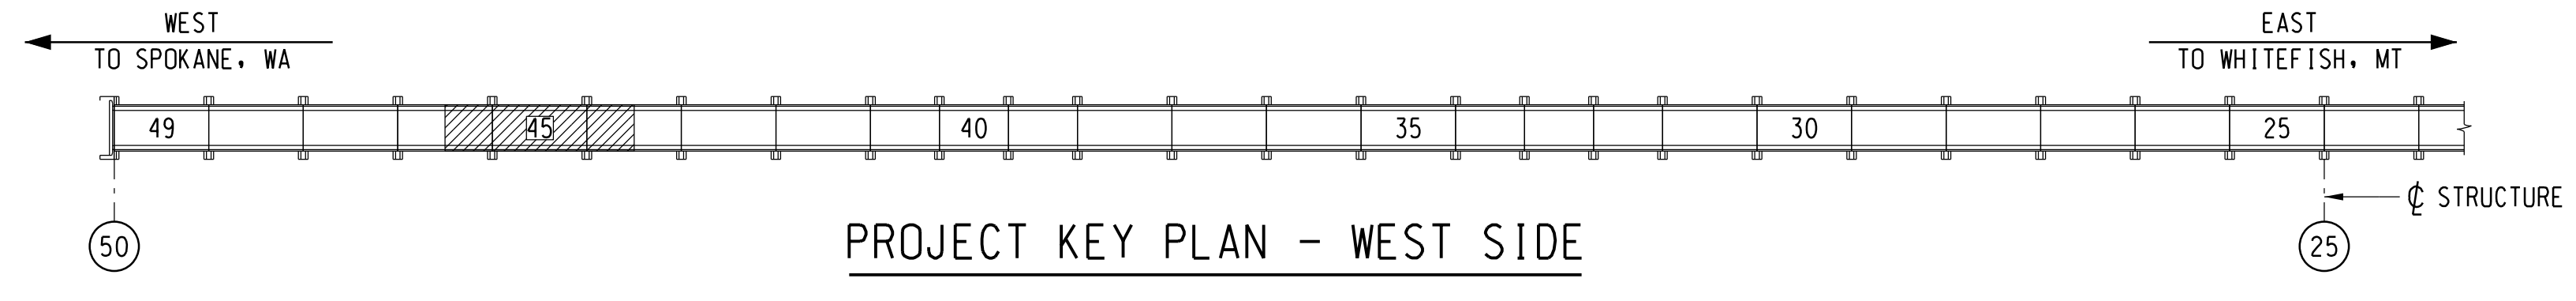 WEST
TO SPOKANE, WA
EAST
TO WHITEFISH, MT
49 45 40 35 30 25
℄ STRUCTURE
50
25
PROJECT KEY PLAN - WEST SIDE